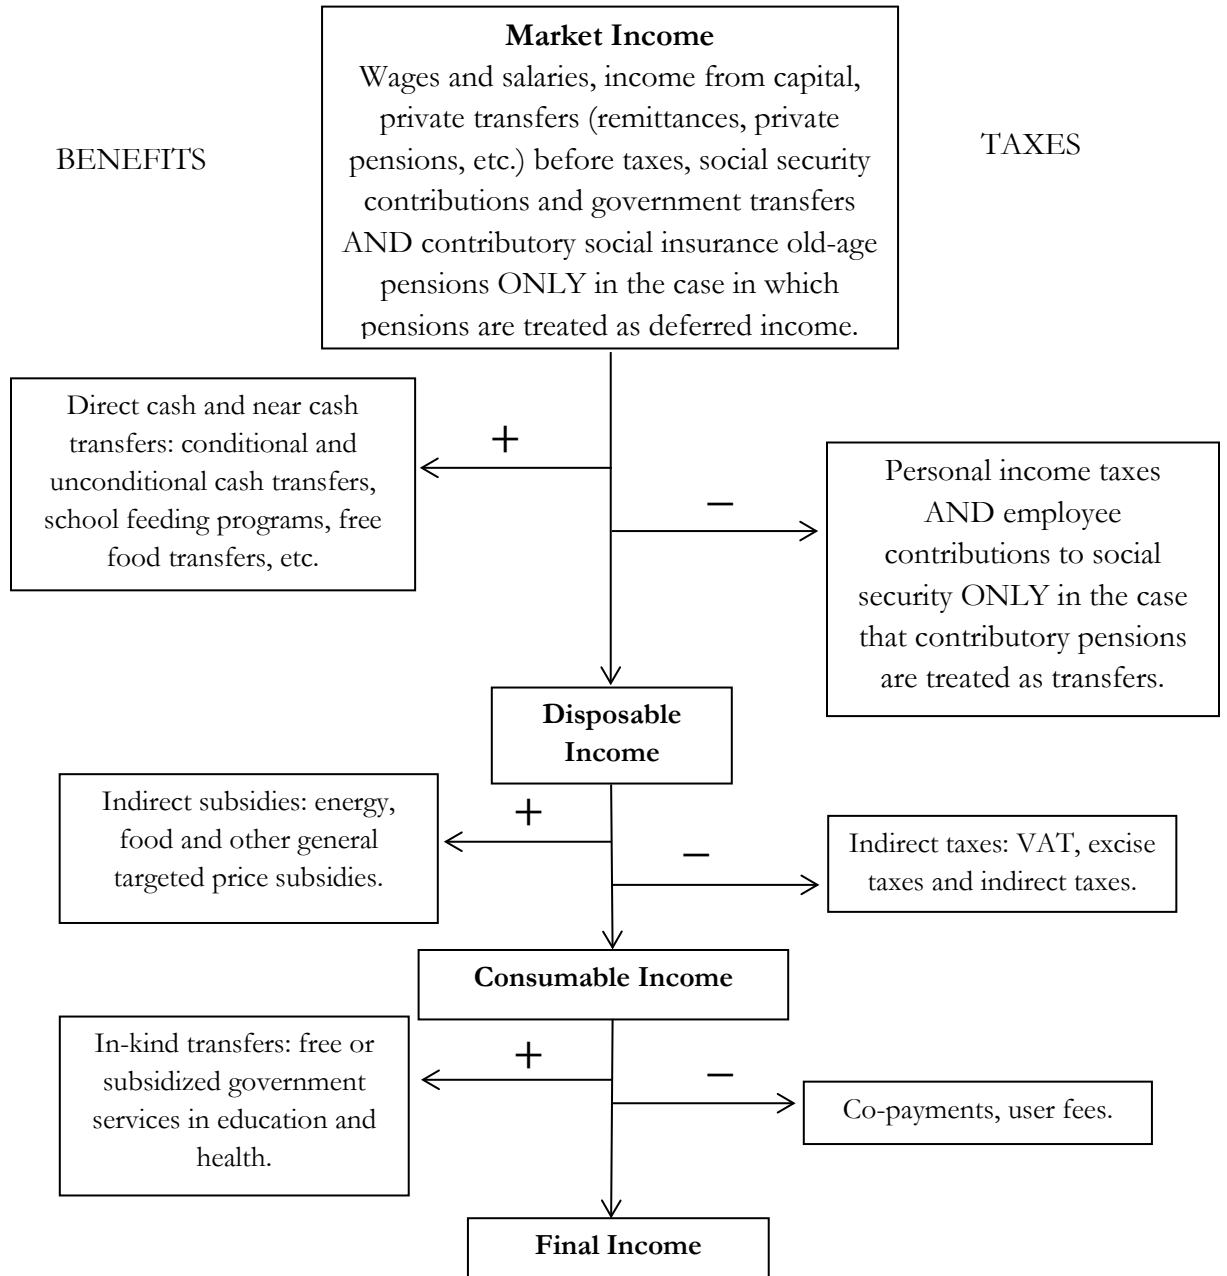 Market Income
Wages and salaries, income from capital,
private transfers (remittances, private
pensions, etc.) before taxes, social security
contributions and government transfers
AND contributory social insurance old-age
pensions ONLY in the case in which
pensions are treated as deferred income.
BENEFITS
TAXES
Direct cash and near cash
transfers: conditional and
unconditional cash transfers,
school feeding programs, free
food transfers, etc.
+
−
Personal income taxes
AND employee
contributions to social
security ONLY in the case
that contributory pensions
are treated as transfers.
Disposable
Income
Indirect subsidies: energy,
food and other general
targeted price subsidies.
+
−
Indirect taxes: VAT, excise
taxes and indirect taxes.
Consumable Income
In-kind transfers: free or
subsidized government
services in education and
health.
+
−
Co-payments, user fees.
Final Income